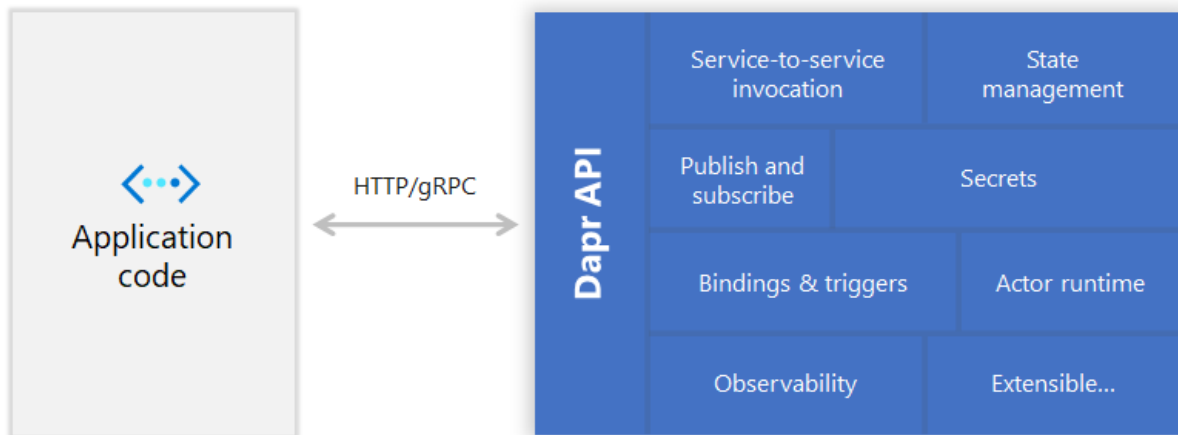 Application
code
HTTP/gRPC
Dapr API
Service-to-service
invocation
State
management
Publish and
subscribe
Secrets
Bindings & triggers
Actor runtime
Observability
Extensible...